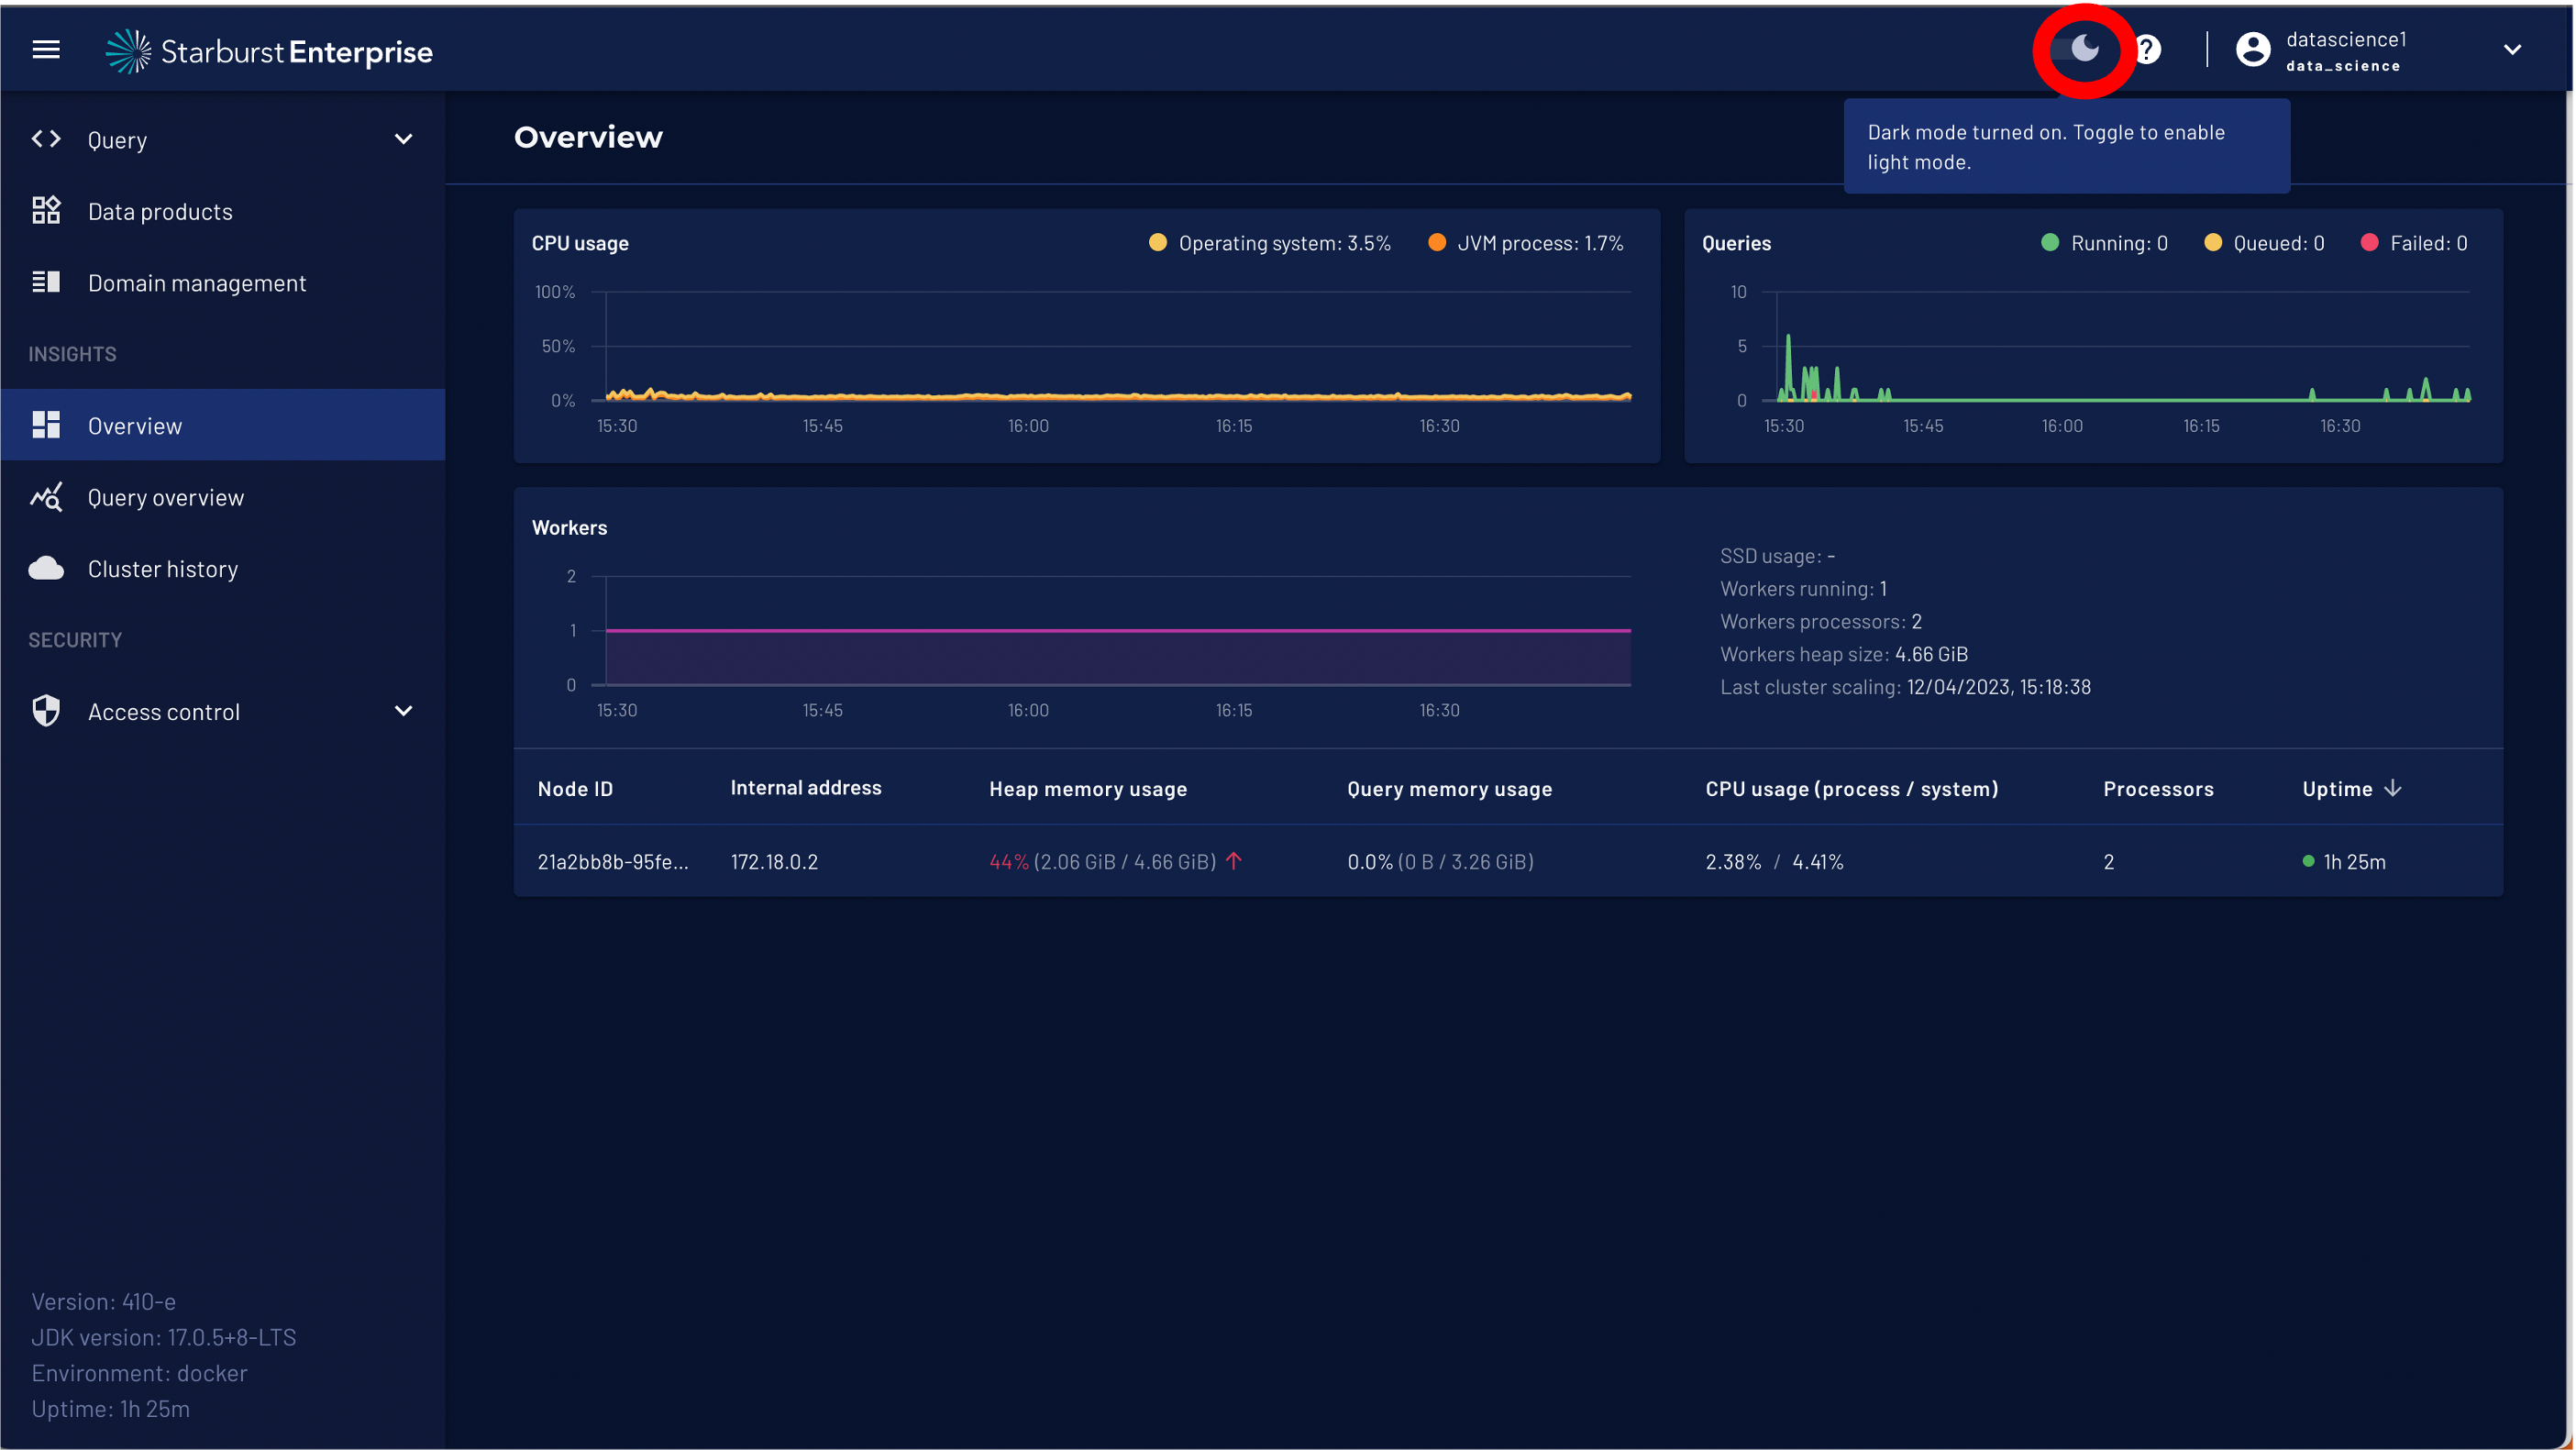 Starburst Enterprise
?
datascience1
data_science
Dark mode turned on. Toggle to enable
light mode.
Query
Data products
Domain management
INSIGHTS
Overview
Query overview
Cluster history
SECURITY
Access control
Version: 410-e
JDK version: 17.0.5+8-LTS
Environment: docker
Uptime: 1h 25m
Overview
CPU usage
Operating system: 3.5%
JVM process: 1.7%
100%
50%
0%
15:30 15:45 16:00 16:15 16:30
Queries
Running: 0
Queued: 0
Failed: 0
10
5
0
15:30 15:45 16:00 16:15 16:30
Workers
2
1
0
15:30 15:45 16:00 16:15 16:30
SSD usage: -
Workers running: 1
Workers processors: 2
Workers heap size: 4.66 GiB
Last cluster scaling: 12/04/2023, 15:18:38
Node ID Internal address Heap memory usage Query memory usage CPU usage (process / system) Processors Uptime
21a2bb8b-95fe... 172.18.0.2 44% (2.06 GiB / 4.66 GiB) 0.0% (0 B / 3.26 GiB) 2.38% / 4.41% 2 1h 25m